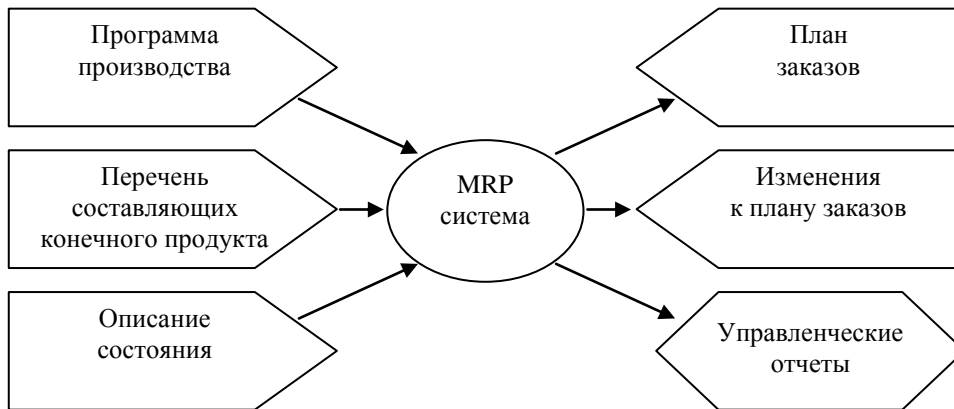 Программа
производства
Перечень
составляющих
конечного продукта
Описание
состояния
MRP
система
План
заказов
Изменения
к плану заказов
Управленческие
отчеты